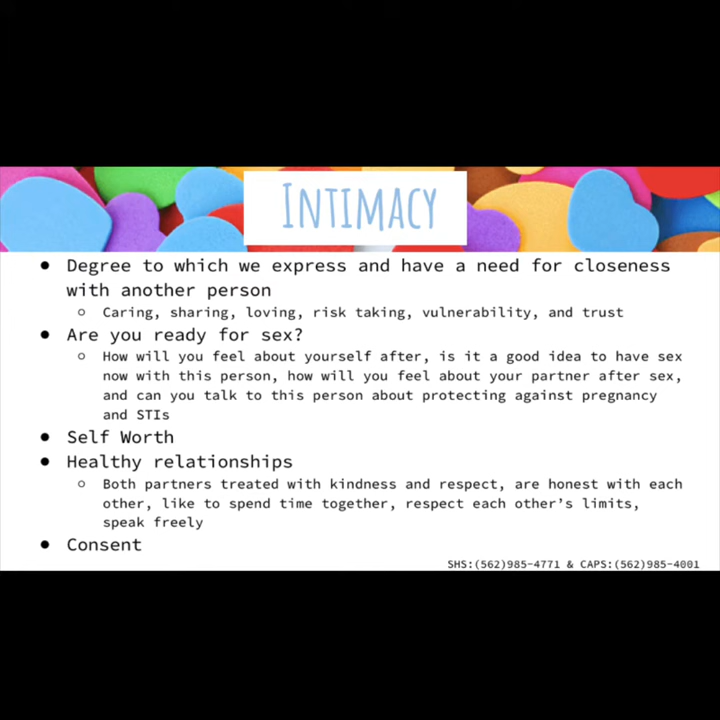 INTIMACY
● Degree to which we express and have a need for closeness
with another person
○ Caring, sharing, loving, risk taking, vulnerability, and trust
● Are you ready for sex?
○ How will you feel about yourself after, is it a good idea to have sex
now with this person, how will you feel about your partner after sex,
and can you talk to this person about protecting against pregnancy
and STIs
● Self Worth
● Healthy relationships
○ Both partners treated with kindness and respect, are honest with each
other, like to spend time together, respect each other's limits,
speak freely
● Consent
SHS:(562)985-4771 & CAPS:(562)985-4001